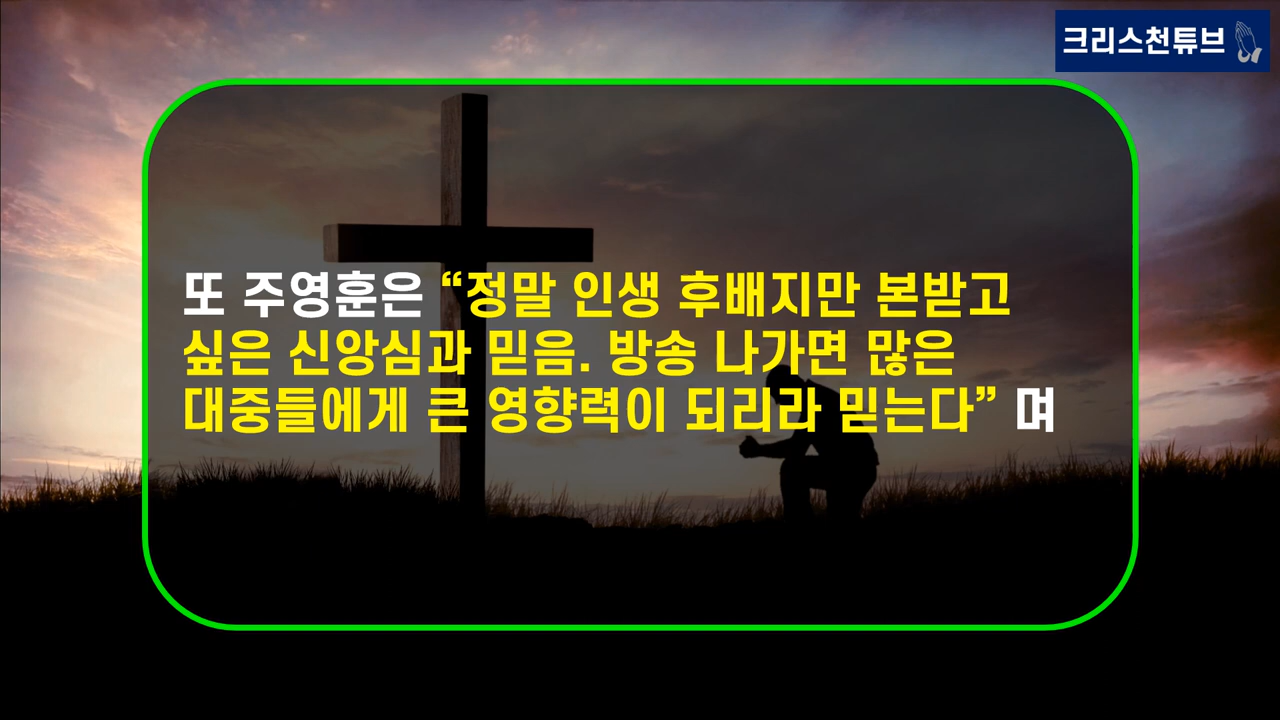 크리스천튜브
또 주영훈은 “정말 인생 후배지만 본받고
싶은 신앙심과 믿음. 방송 나가면 많은
대중들에게 큰 영향력이 되리라 믿는다” 며